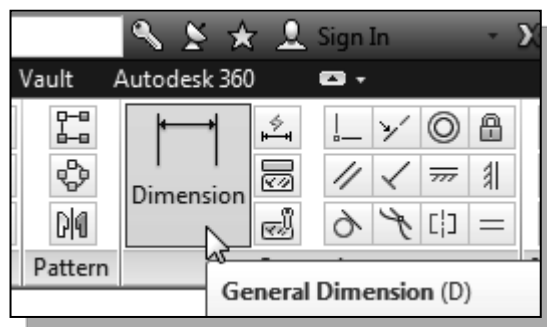 Sign In
Vault Autodesk 360
Dimension
Pattern
General Dimension (D)